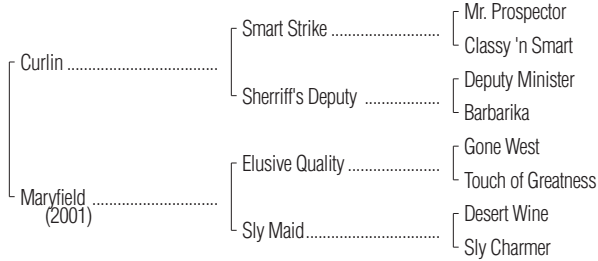 Mr. Prospector
Smart Strike ....................
Classy 'n Smart
Curlin ............................
Deputy Minister
Sherriff's Deputy ..............
Barbarika
Gone West
Elusive Quality .................
Touch of Greatness
Maryfield .......................
(2001)
Desert Wine
Sly Maid.........................
Sly Charmer